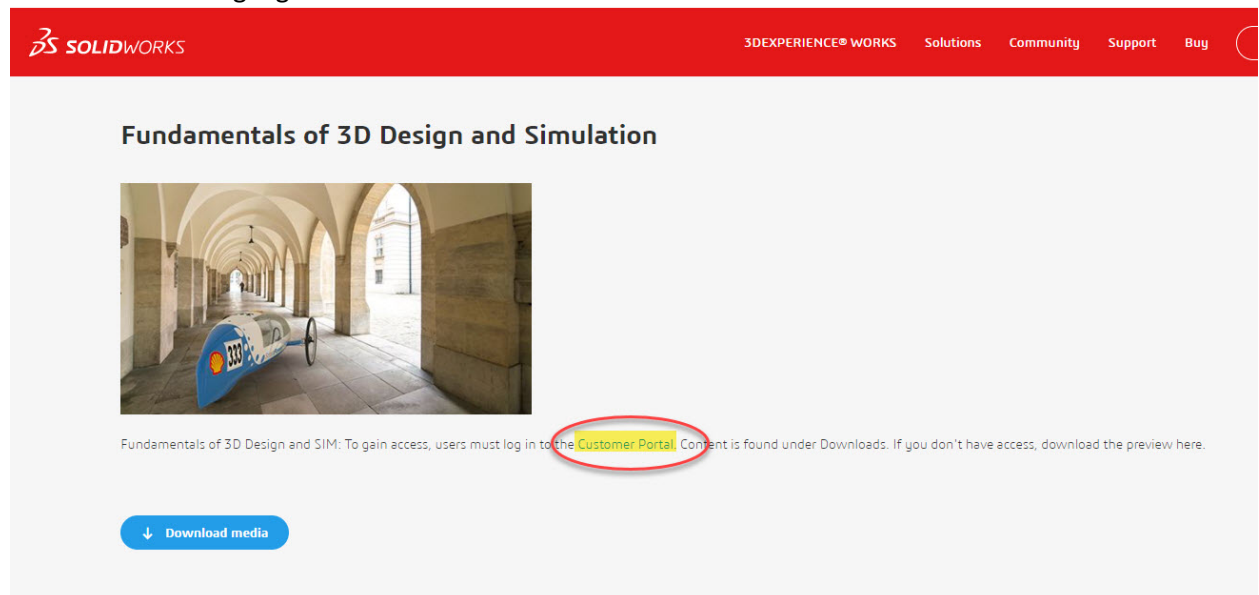 3DS SOLIDWORKS
3DEXPERIENCE® WORKS Solutions Community Support Buy
Fundamentals of 3D Design and Simulation
333
Fundamentals of 3D Design and SIM: To gain access, users must log in to the Customer Portal. Content is found under Downloads. If you don't have access, download the preview here.
Download media